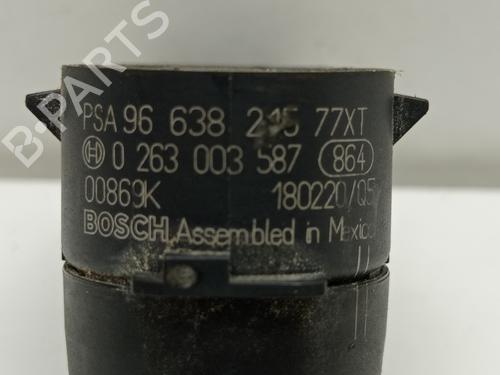 B-PARTS
PSA 96 638 215 77XT
0 263 003 587 864
00869K 180220/Q5
BOSCH Assembled in Mexico